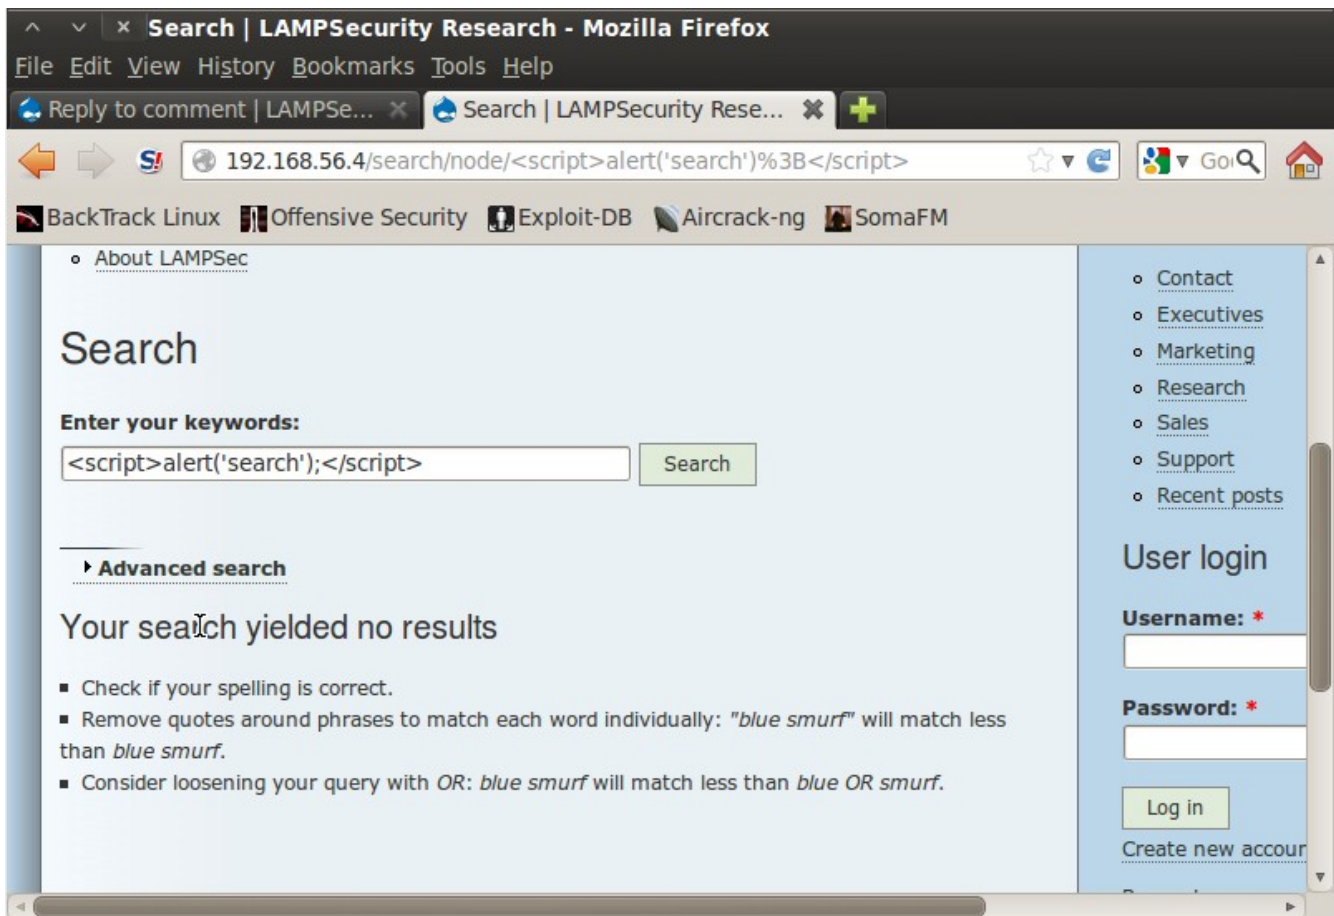 Search | LAMPSecurity Research - Mozilla Firefox
File Edit View History Bookmarks Tools Help
Reply to comment | LAMPSe... Search | LAMPSecurity Rese...
192.168.56.4/search/node/<script>alert('search')%3B</script>
BackTrack Linux Offensive Security Exploit-DB Aircrack-ng SomaFM
About LAMPSec
Search
Enter your keywords:
<script>alert('search');</script> Search
Advanced search
Your search yielded no results
Check if your spelling is correct.
Remove quotes around phrases to match each word individually: "blue smurf" will match less
than blue smurf.
Consider loosening your query with OR: blue smurf will match less than blue OR smurf.
Contact
Executives
Marketing
Research
Sales
Support
Recent posts
User login
Username: *
Password: *
Log in
Create new accour